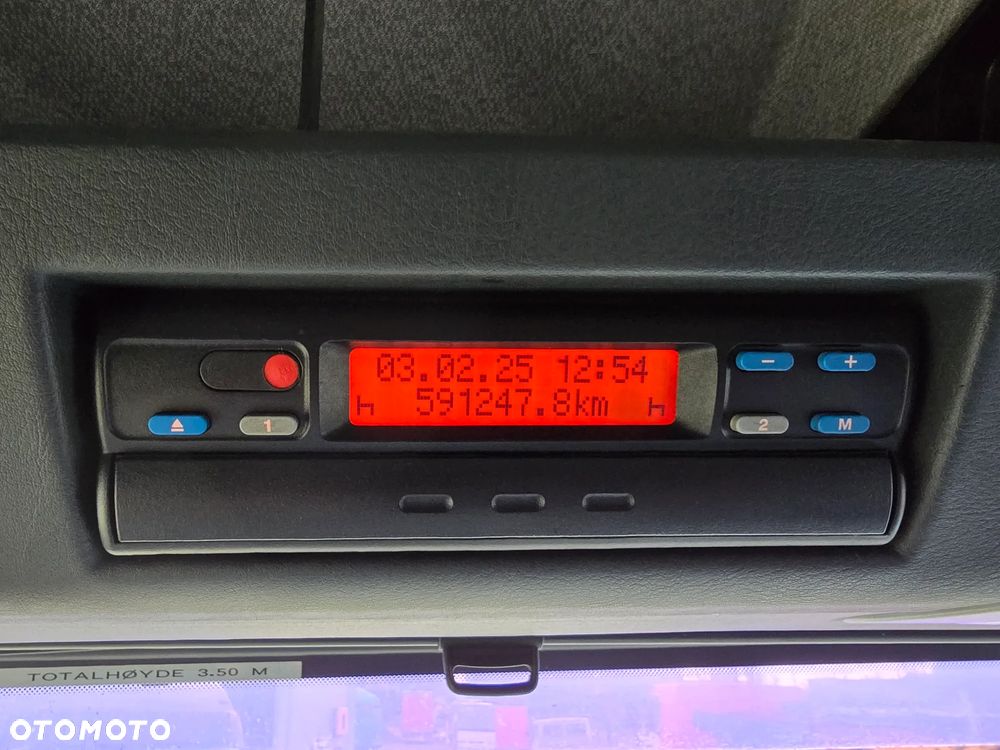 03.02.25 12:54
591247.8km
1
2
−
+
M
TOTALHØYDE 3.50 M
OTOMOTO